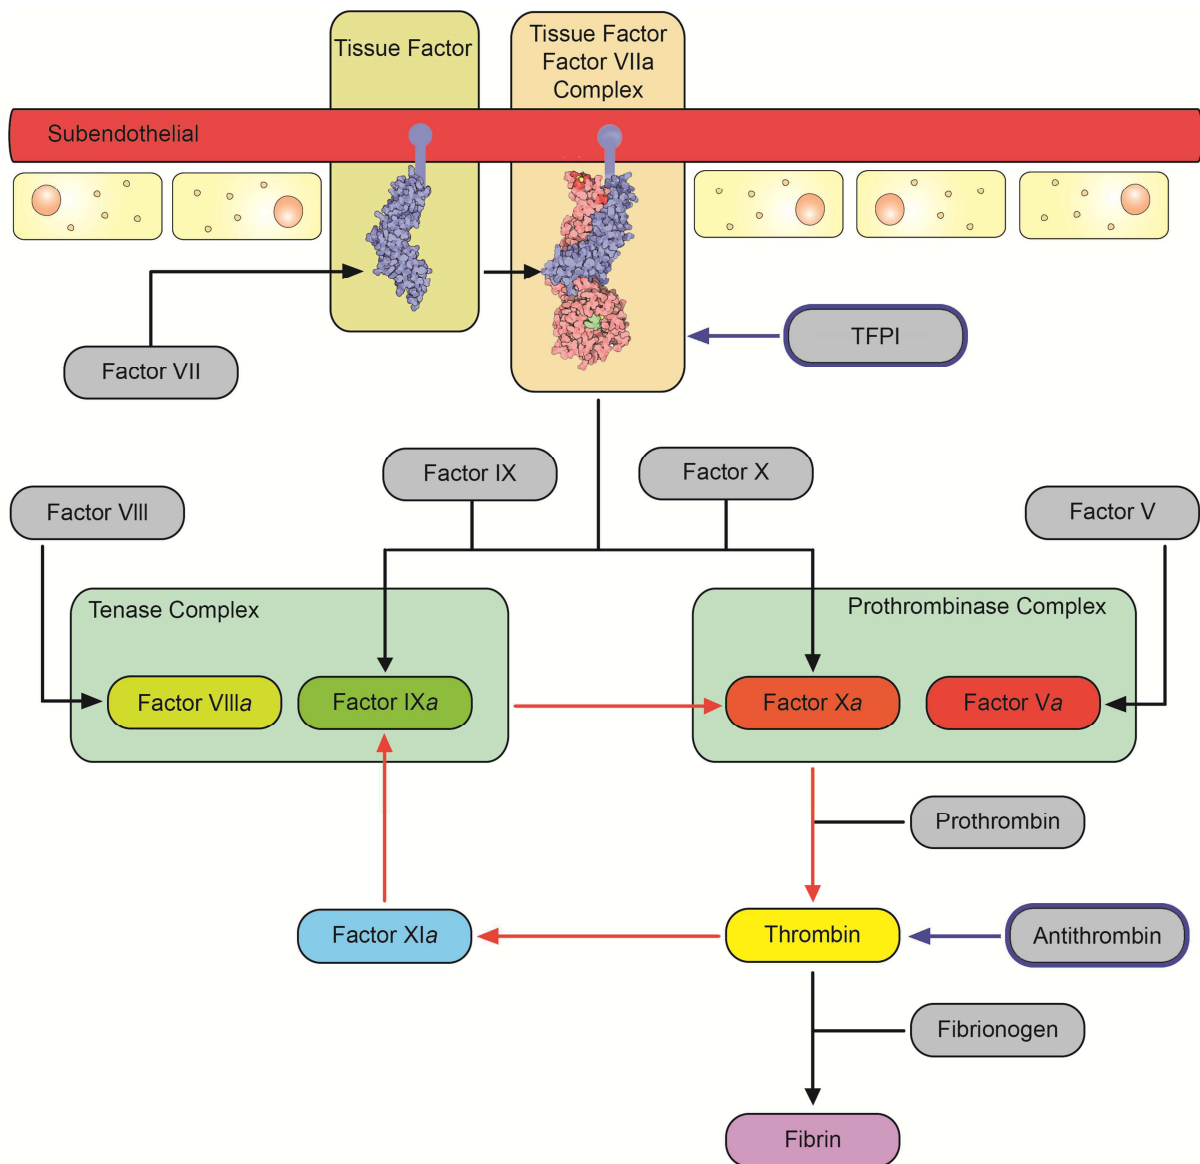 Tissue Factor
Tissue Factor
Factor VIIa
Complex
Subendothelial
TFPI
Factor VII
Factor IX
Factor X
Factor VIII
Factor V
Tenase Complex
Prothrombinase Complex
Factor VIIIa
Factor IXa
Factor Xa
Factor Va
Prothrombin
Factor XIa
Thrombin
Antithrombin
Fibrionogen
Fibrin